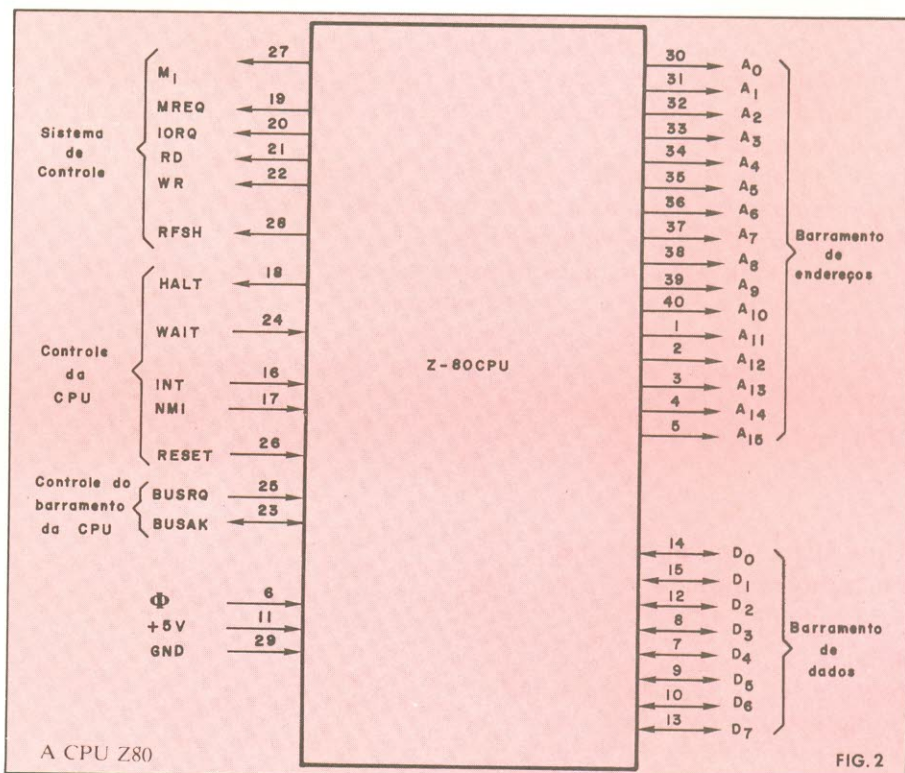 Sistema
de
Controle
M1 27
MREQ 19
IORQ 20
RD 21
WR 22
RFSH 28
Controle
da
CPU
HALT 18
WAIT 24
INT 16
NMI 17
RESET 26
Controle do
barramento
da CPU
BUSRQ 25
BUSAK 23
Φ 6
+5V 11
GND 29
Z-80CPU
30 A0
31 A1
32 A2
33 A3
34 A4
35 A5
36 A6
37 A7
38 A8
39 A9
40 A10
1 A11
2 A12
3 A13
4 A14
5 A15
Barramento
de
endereços
14 D0
15 D1
12 D2
8 D3
7 D4
9 D5
10 D6
13 D7
Barramento
de
dados
A CPU Z80
FIG. 2